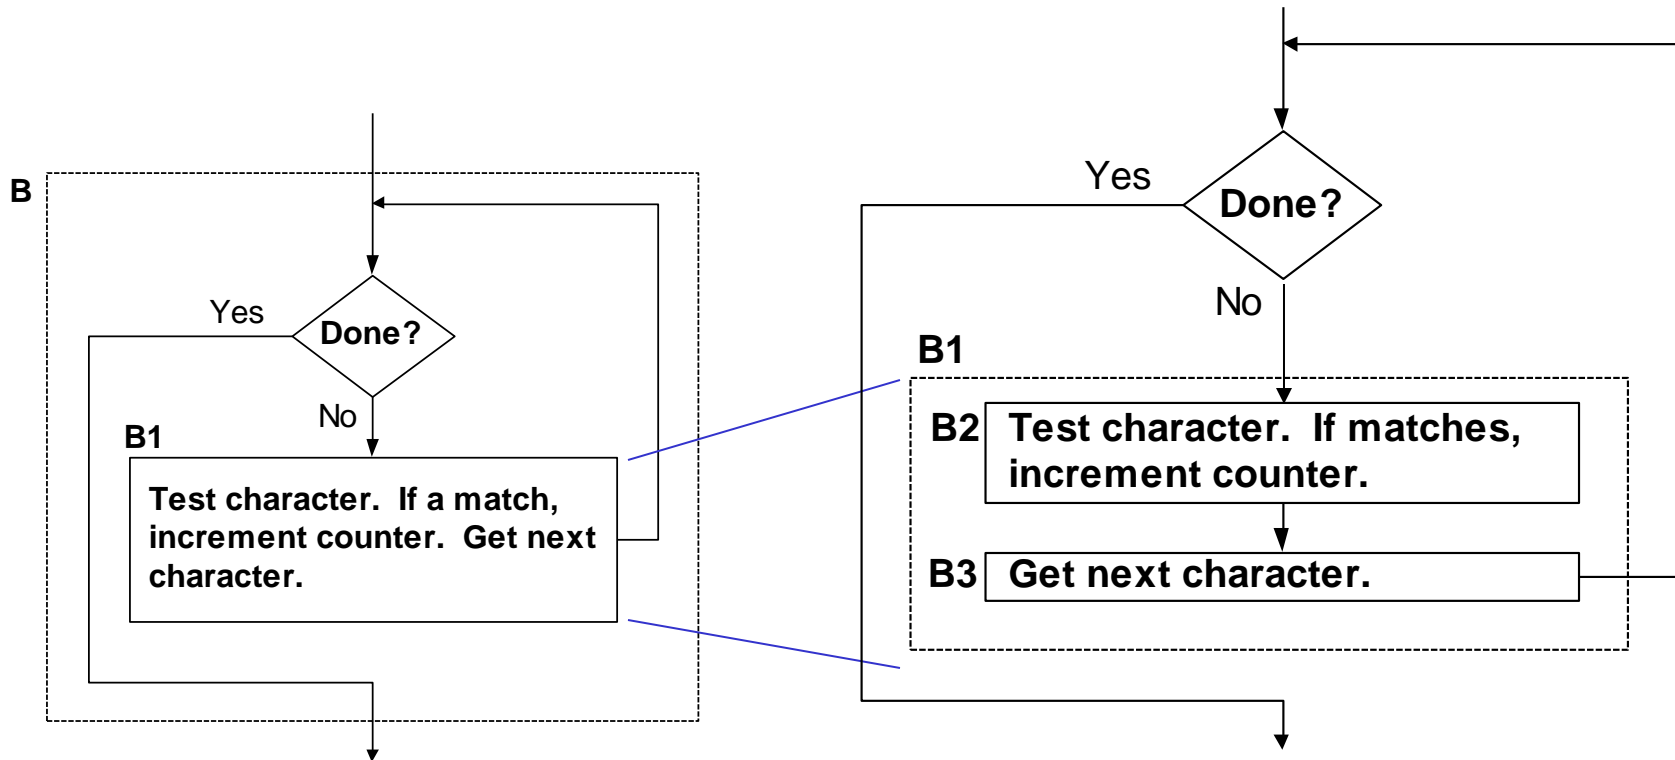 B
Yes
Done?
No
B1
Test character.  If a match,
increment counter.  Get next
character.
Yes
Done?
No
B1
B2
Test character.  If matches,
increment counter.
B3
Get next character.